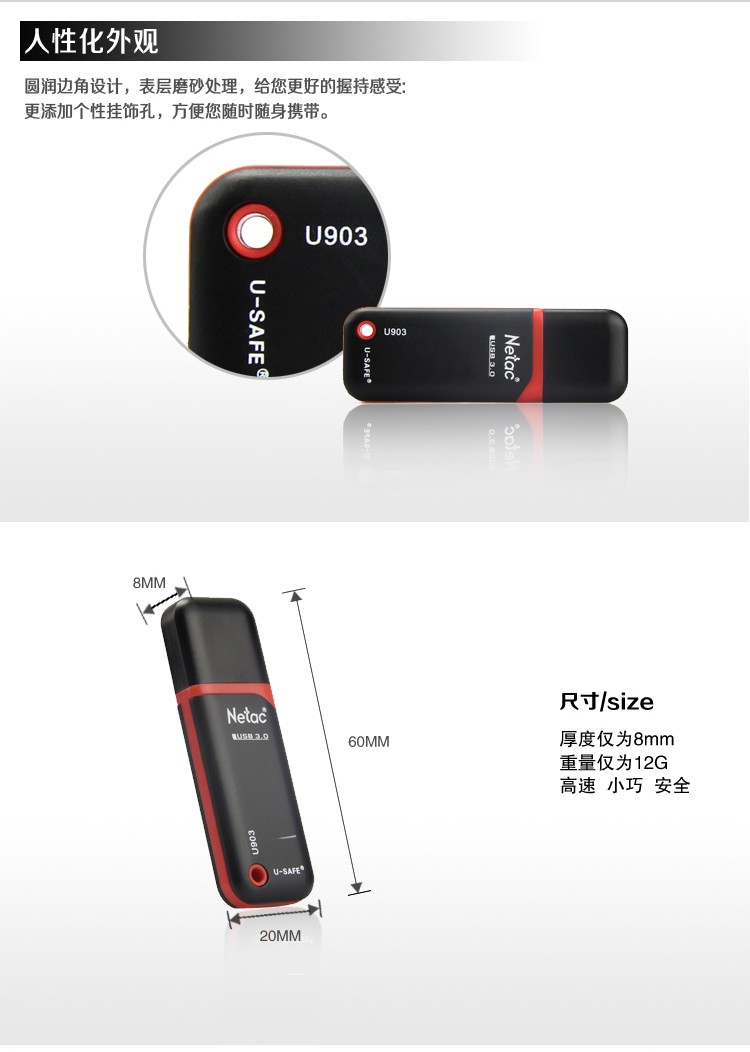 人性化外观
圆润边角设计，表层磨砂处理，给您更好的握持感受:
更添加个性挂饰孔，方便您随时随身携带。
U903
U-SAFE®
U903
U-SAFE®
Netac®
USB 3.0
8MM
Netac®
USB 3.0
60MM
U903
U-SAFE®
20MM
尺寸/size
厚度仅为8mm
重量仅为12G
高速 小巧 安全